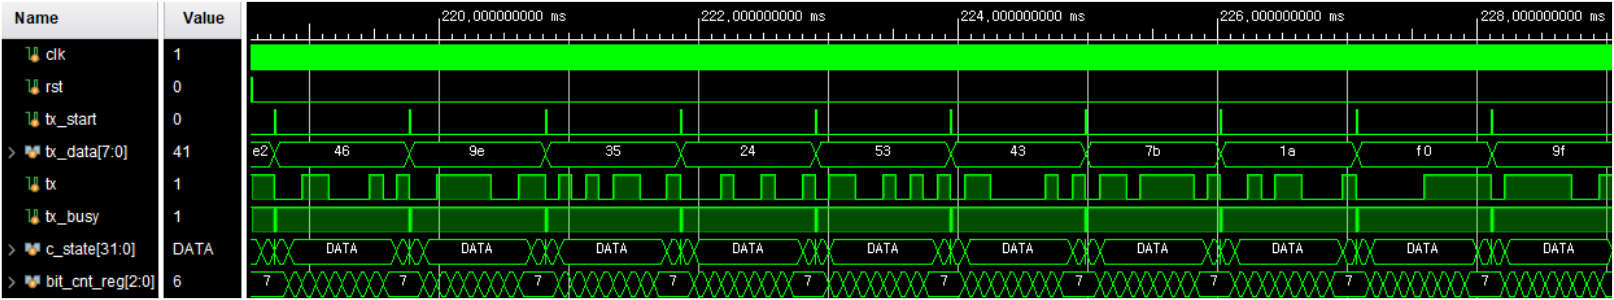 Name Value 220,000000000 ms 222,000000000 ms 224,000000000 ms 226,000000000 ms 228,000000000 ms
clk 1
rst 0
tx_start 0
tx_data[7:0] 41 e2 46 9e 35 24 53 43 7b 1a f0 9f
tx 1
tx_busy 1
c_state[31:0] DATA DATA DATA DATA DATA DATA DATA DATA DATA DATA DATA
bit_cnt_reg[2:0] 6 7 7 7 7 7 7 7 7 7 7